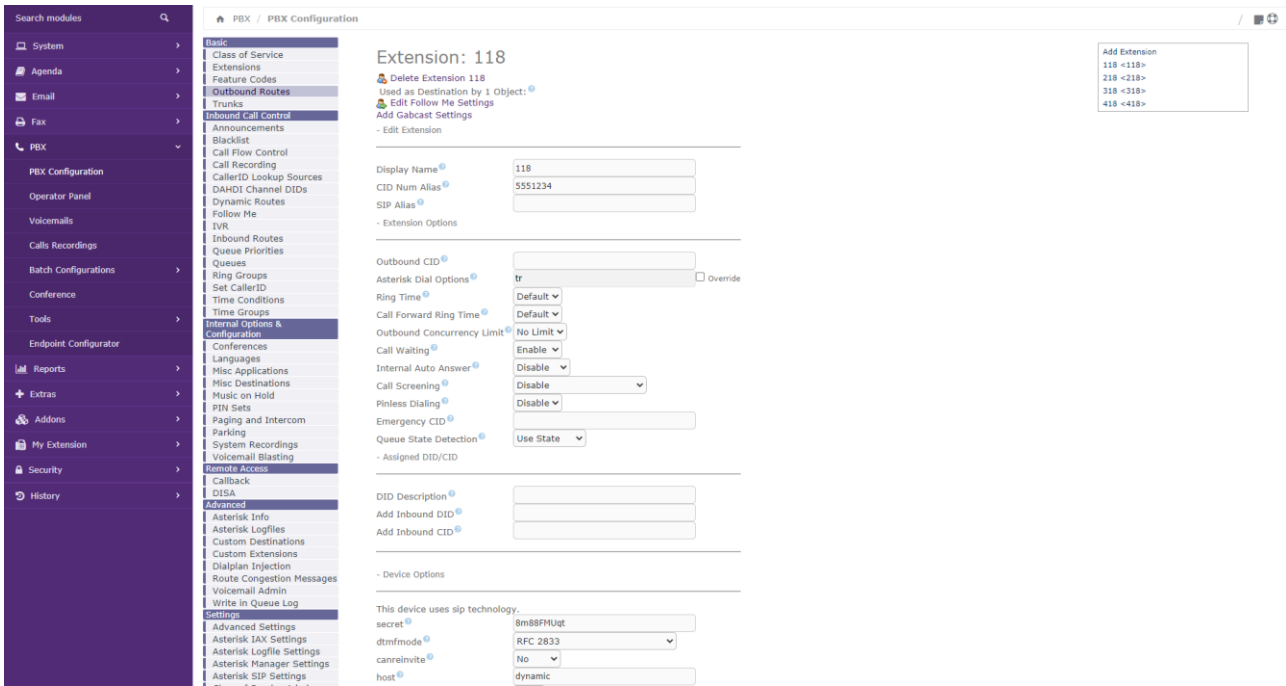 Search modules
System
Agenda
Email
Fax
PBX
PBX Configuration
Operator Panel
Voicemails
Calls Recordings
Batch Configurations
Conference
Tools
Endpoint Configurator
Reports
Extras
Addons
My Extension
Security
History
PBX / PBX Configuration /
Basic
Class of Service
Extensions
Feature Codes
Outbound Routes
Trunks
Inbound Call Control
Announcements
Blacklist
Call Flow Control
Call Recording
CallerID Lookup Sources
DAHDI Channel DIDs
Dynamic Routes
Follow Me
IVR
Inbound Routes
Queue Priorities
Queues
Ring Groups
Set CallerID
Time Conditions
Time Groups
Internal Options &
Configuration
Conferences
Languages
Misc Applications
Misc Destinations
Music on Hold
PIN Sets
Paging and Intercom
Parking
System Recordings
Voicemail Blasting
Remote Access
Callback
DISA
Advanced
Asterisk Info
Asterisk Logfiles
Custom Destinations
Custom Extensions
Dialplan Injection
Route Congestion Messages
Voicemail Admin
Write in Queue Log
Settings
Advanced Settings
Asterisk IAX Settings
Asterisk Logfile Settings
Asterisk Manager Settings
Asterisk SIP Settings
Extension: 118
Delete Extension 118
Used as Destination by 1 Object:
Edit Follow Me Settings
Add Gabcast Settings
- Edit Extension
Display Name 118
CID Num Alias 5551234
SIP Alias
- Extension Options
Outbound CID
Asterisk Dial Options tr Override
Ring Time Default
Call Forward Ring Time Default
Outbound Concurrency Limit No Limit
Call Waiting Enable
Internal Auto Answer Disable
Call Screening Disable
Pinless Dialing Disable
Emergency CID
Queue State Detection Use State
- Assigned DID/CID
DID Description
Add Inbound DID
Add Inbound CID
- Device Options
This device uses sip technology.
secret 8m88FMUqt
dtmfmode RFC 2833
canreinvite No
host dynamic
Add Extension
118 <118>
218 <218>
318 <318>
418 <418>